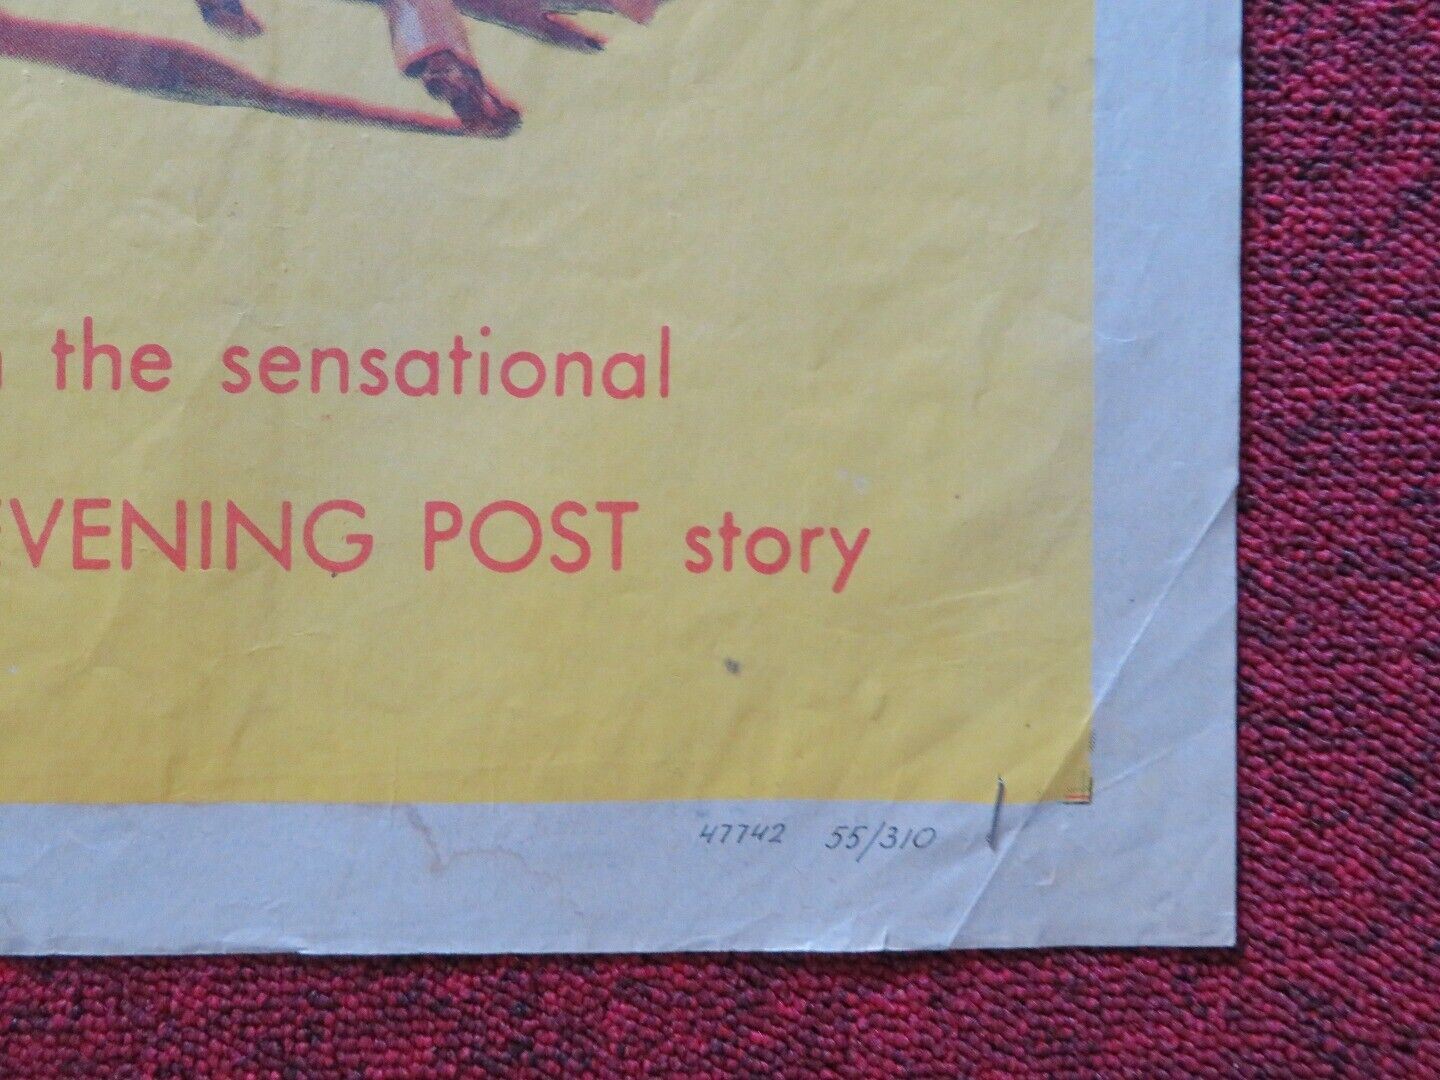 the sensational
EVENING POST story
47742 55/310